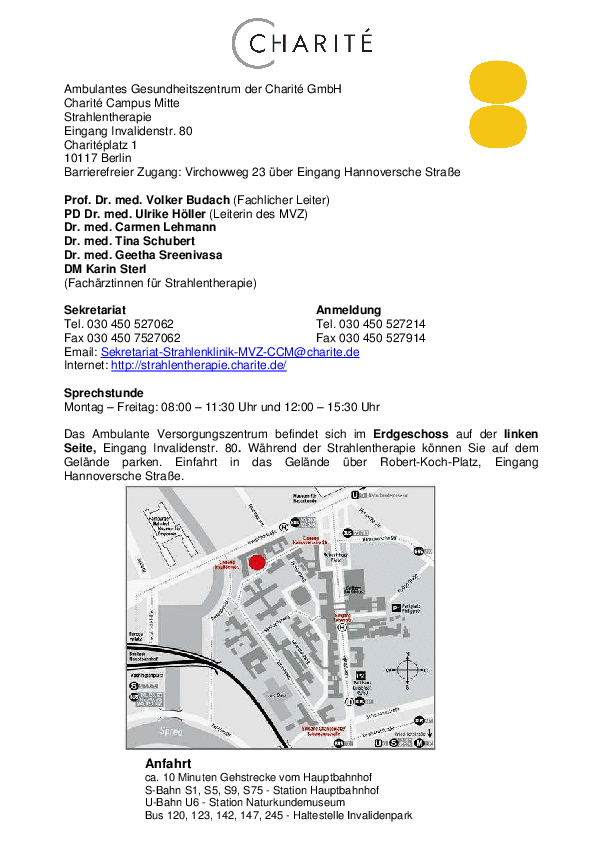 CHARITÉ
Ambulantes Gesundheitszentrum der Charité GmbH
Charité Campus Mitte
Strahlentherapie
Eingang Invalidenstr. 80
Charitéplatz 1
10117 Berlin
Barrierefreier Zugang: Virchowweg 23 über Eingang Hannoversche Straße
Prof. Dr. med. Volker Budach (Fachlicher Leiter)
PD Dr. med. Ulrike Höller (Leiterin des MVZ)
Dr. med. Carmen Lehmann
Dr. med. Tina Schubert
Dr. med. Geetha Sreenivasa
DM Karin Sterl
(Fachärztinnen für Strahlentherapie)
Sekretariat Anmeldung
Tel. 030 450 527062 Tel. 030 450 527214
Fax 030 450 7527062 Fax 030 450 527914
Email: Sekretariat-Strahlenklinik-MVZ-CCM@charite.de
Internet: http://strahlentherapie.charite.de/
Sprechstunde
Montag – Freitag: 08:00 – 11:30 Uhr und 12:00 – 15:30 Uhr
Das Ambulante Versorgungszentrum befindet sich im Erdgeschoss auf der linken
Seite, Eingang Invalidenstr. 80. Während der Strahlentherapie können Sie auf dem
Gelände parken. Einfahrt in das Gelände über Robert-Koch-Platz, Eingang
Hannoversche Straße.
Museum für
Naturkunde
Spree
Anfahrt
ca. 10 Minuten Gehstrecke vom Hauptbahnhof
S-Bahn S1, S5, S9, S75 - Station Hauptbahnhof
U-Bahn U6 - Station Naturkundemuseum
Bus 120, 123, 142, 147, 245 - Haltestelle Invalidenpark